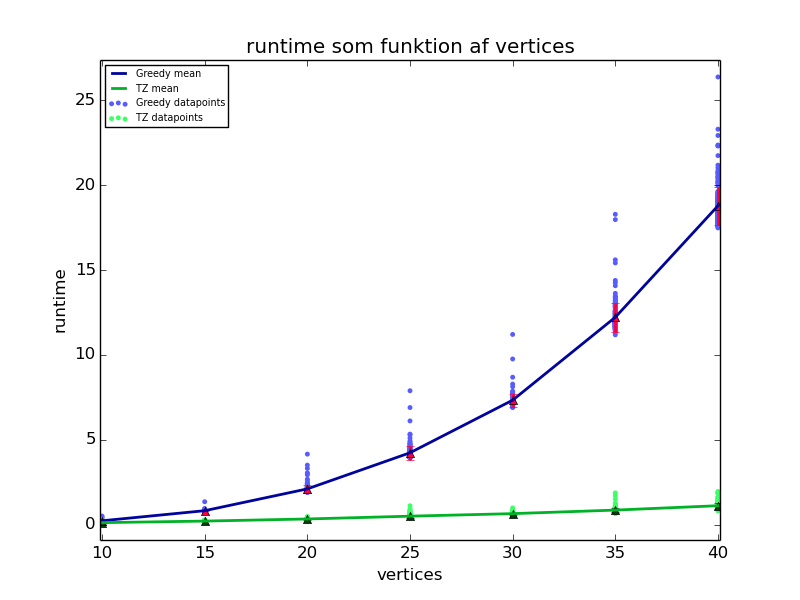 runtime som funktion af vertices
Greedy mean
TZ mean
Greedy datapoints
TZ datapoints
25
20
15
10
5
0
runtime
10 15 20 25 30 35 40
vertices